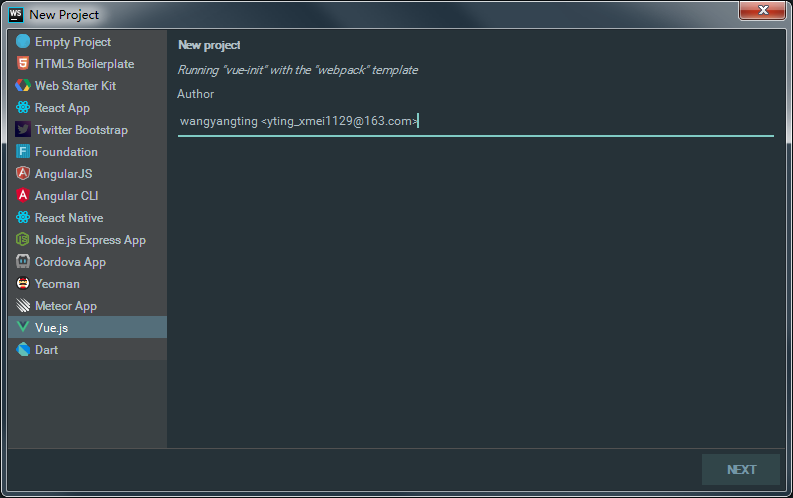 WS
New Project
Empty Project
HTML5 Boilerplate
Web Starter Kit
React App
Twitter Bootstrap
Foundation
AngularJS
Angular CLI
React Native
Node.js Express App
Cordova App
Yeoman
Meteor App
Vue.js
Dart
New project
Running "vue-init" with the "webpack" template
Author
wangyangting <yting_xmei1129@163.com>
NEXT